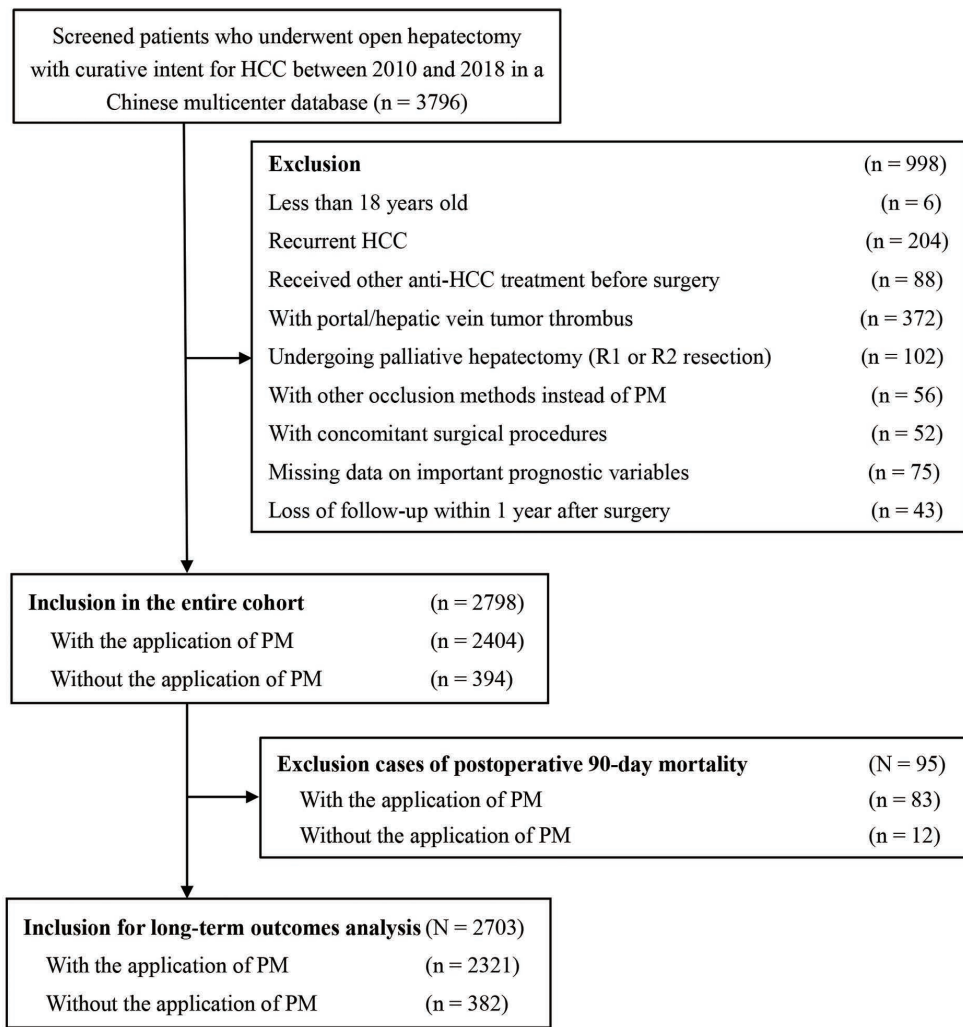 Screened patients who underwent open hepatectomy
with curative intent for HCC between 2010 and 2018 in a
Chinese multicenter database (n = 3796)
Exclusion (n = 998)
Less than 18 years old (n = 6)
Recurrent HCC (n = 204)
Received other anti-HCC treatment before surgery (n = 88)
With portal/hepatic vein tumor thrombus (n = 372)
Undergoing palliative hepatectomy (R1 or R2 resection) (n = 102)
With other occlusion methods instead of PM (n = 56)
With concomitant surgical procedures (n = 52)
Missing data on important prognostic variables (n = 75)
Loss of follow-up within 1 year after surgery (n = 43)
Inclusion in the entire cohort (n = 2798)
With the application of PM (n = 2404)
Without the application of PM (n = 394)
Exclusion cases of postoperative 90-day mortality (N = 95)
With the application of PM (n = 83)
Without the application of PM (n = 12)
Inclusion for long-term outcomes analysis (N = 2703)
With the application of PM (n = 2321)
Without the application of PM (n = 382)